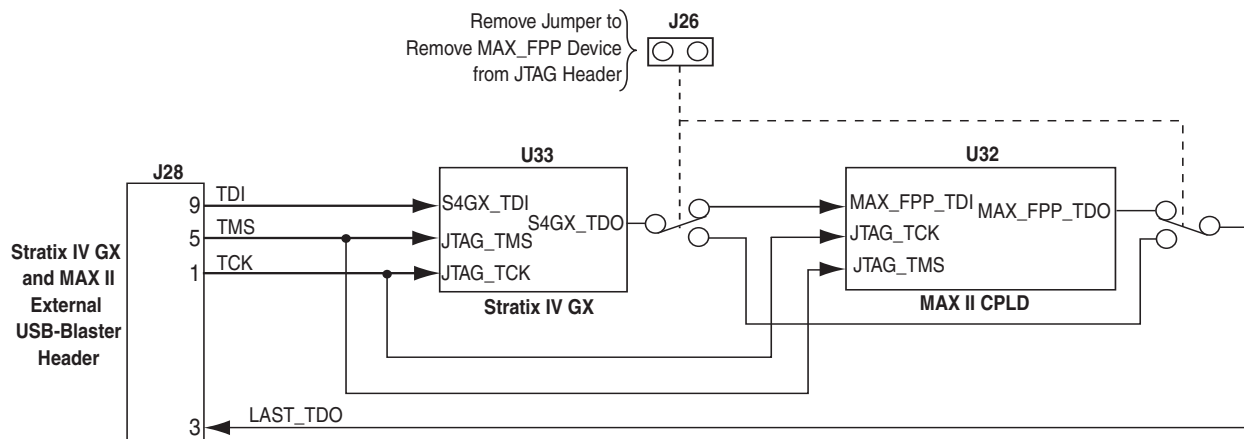 Remove Jumper to
Remove MAX_FPP Device
from JTAG Header
J26
J28
U33
U32
9
TDI
5
TMS
1
TCK
3
LAST_TDO
Stratix IV GX
and MAX II
External
USB-Blaster
Header
S4GX_TDI
S4GX_TDO
JTAG_TMS
JTAG_TCK
Stratix IV GX
MAX_FPP_TDI
MAX_FPP_TDO
JTAG_TCK
JTAG_TMS
MAX II CPLD